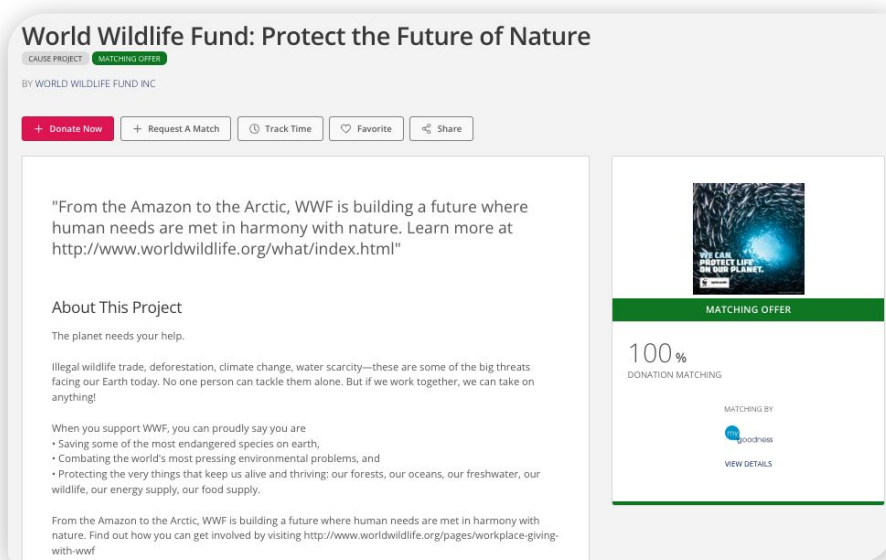 World Wildlife Fund: Protect the Future of Nature
CAUSE PROJECT MATCHING OFFER
BY WORLD WILDLIFE FUND INC
+ Donate Now + Request A Match Track Time Favorite Share
"From the Amazon to the Arctic, WWF is building a future where
human needs are met in harmony with nature. Learn more at
http://www.worldwildlife.org/what/index.html"
About This Project
The planet needs your help.
Illegal wildlife trade, deforestation, climate change, water scarcity—these are some of the big threats
facing our Earth today. No one person can tackle them alone. But if we work together, we can take on
anything!
When you support WWF, you can proudly say you are
• Saving some of the most endangered species on earth,
• Combating the world's most pressing environmental problems, and
• Protecting the very things that keep us alive and thriving: our forests, our oceans, our freshwater, our
wildlife, our energy supply, our food supply.
From the Amazon to the Arctic, WWF is building a future where human needs are met in harmony with
nature. Find out how you can get involved by visiting http://www.worldwildlife.org/pages/workplace-giving-
with-wwf
WE CAN
PROTECT LIFE
ON OUR PLANET.
MATCHING OFFER
100 %
DONATION MATCHING
MATCHING BY
my
goodness
VIEW DETAILS